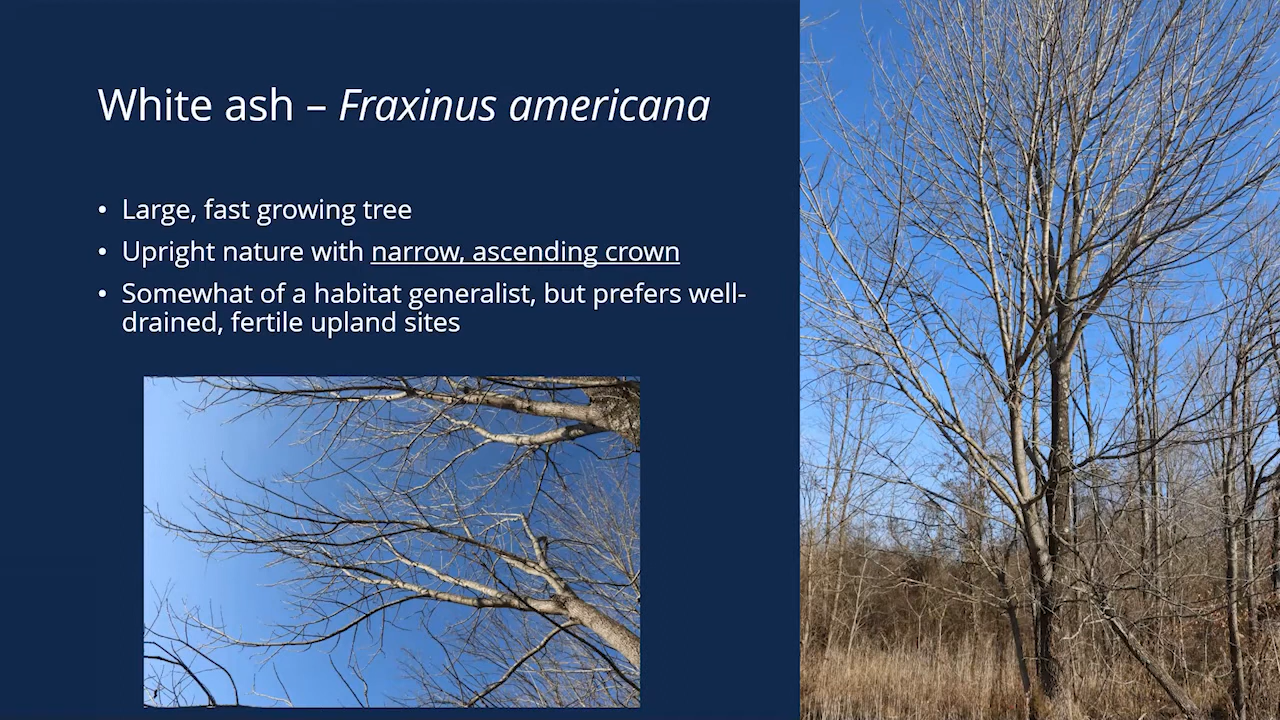 White ash – Fraxinus americana
• Large, fast growing tree
• Upright nature with narrow, ascending crown
• Somewhat of a habitat generalist, but prefers well-
drained, fertile upland sites